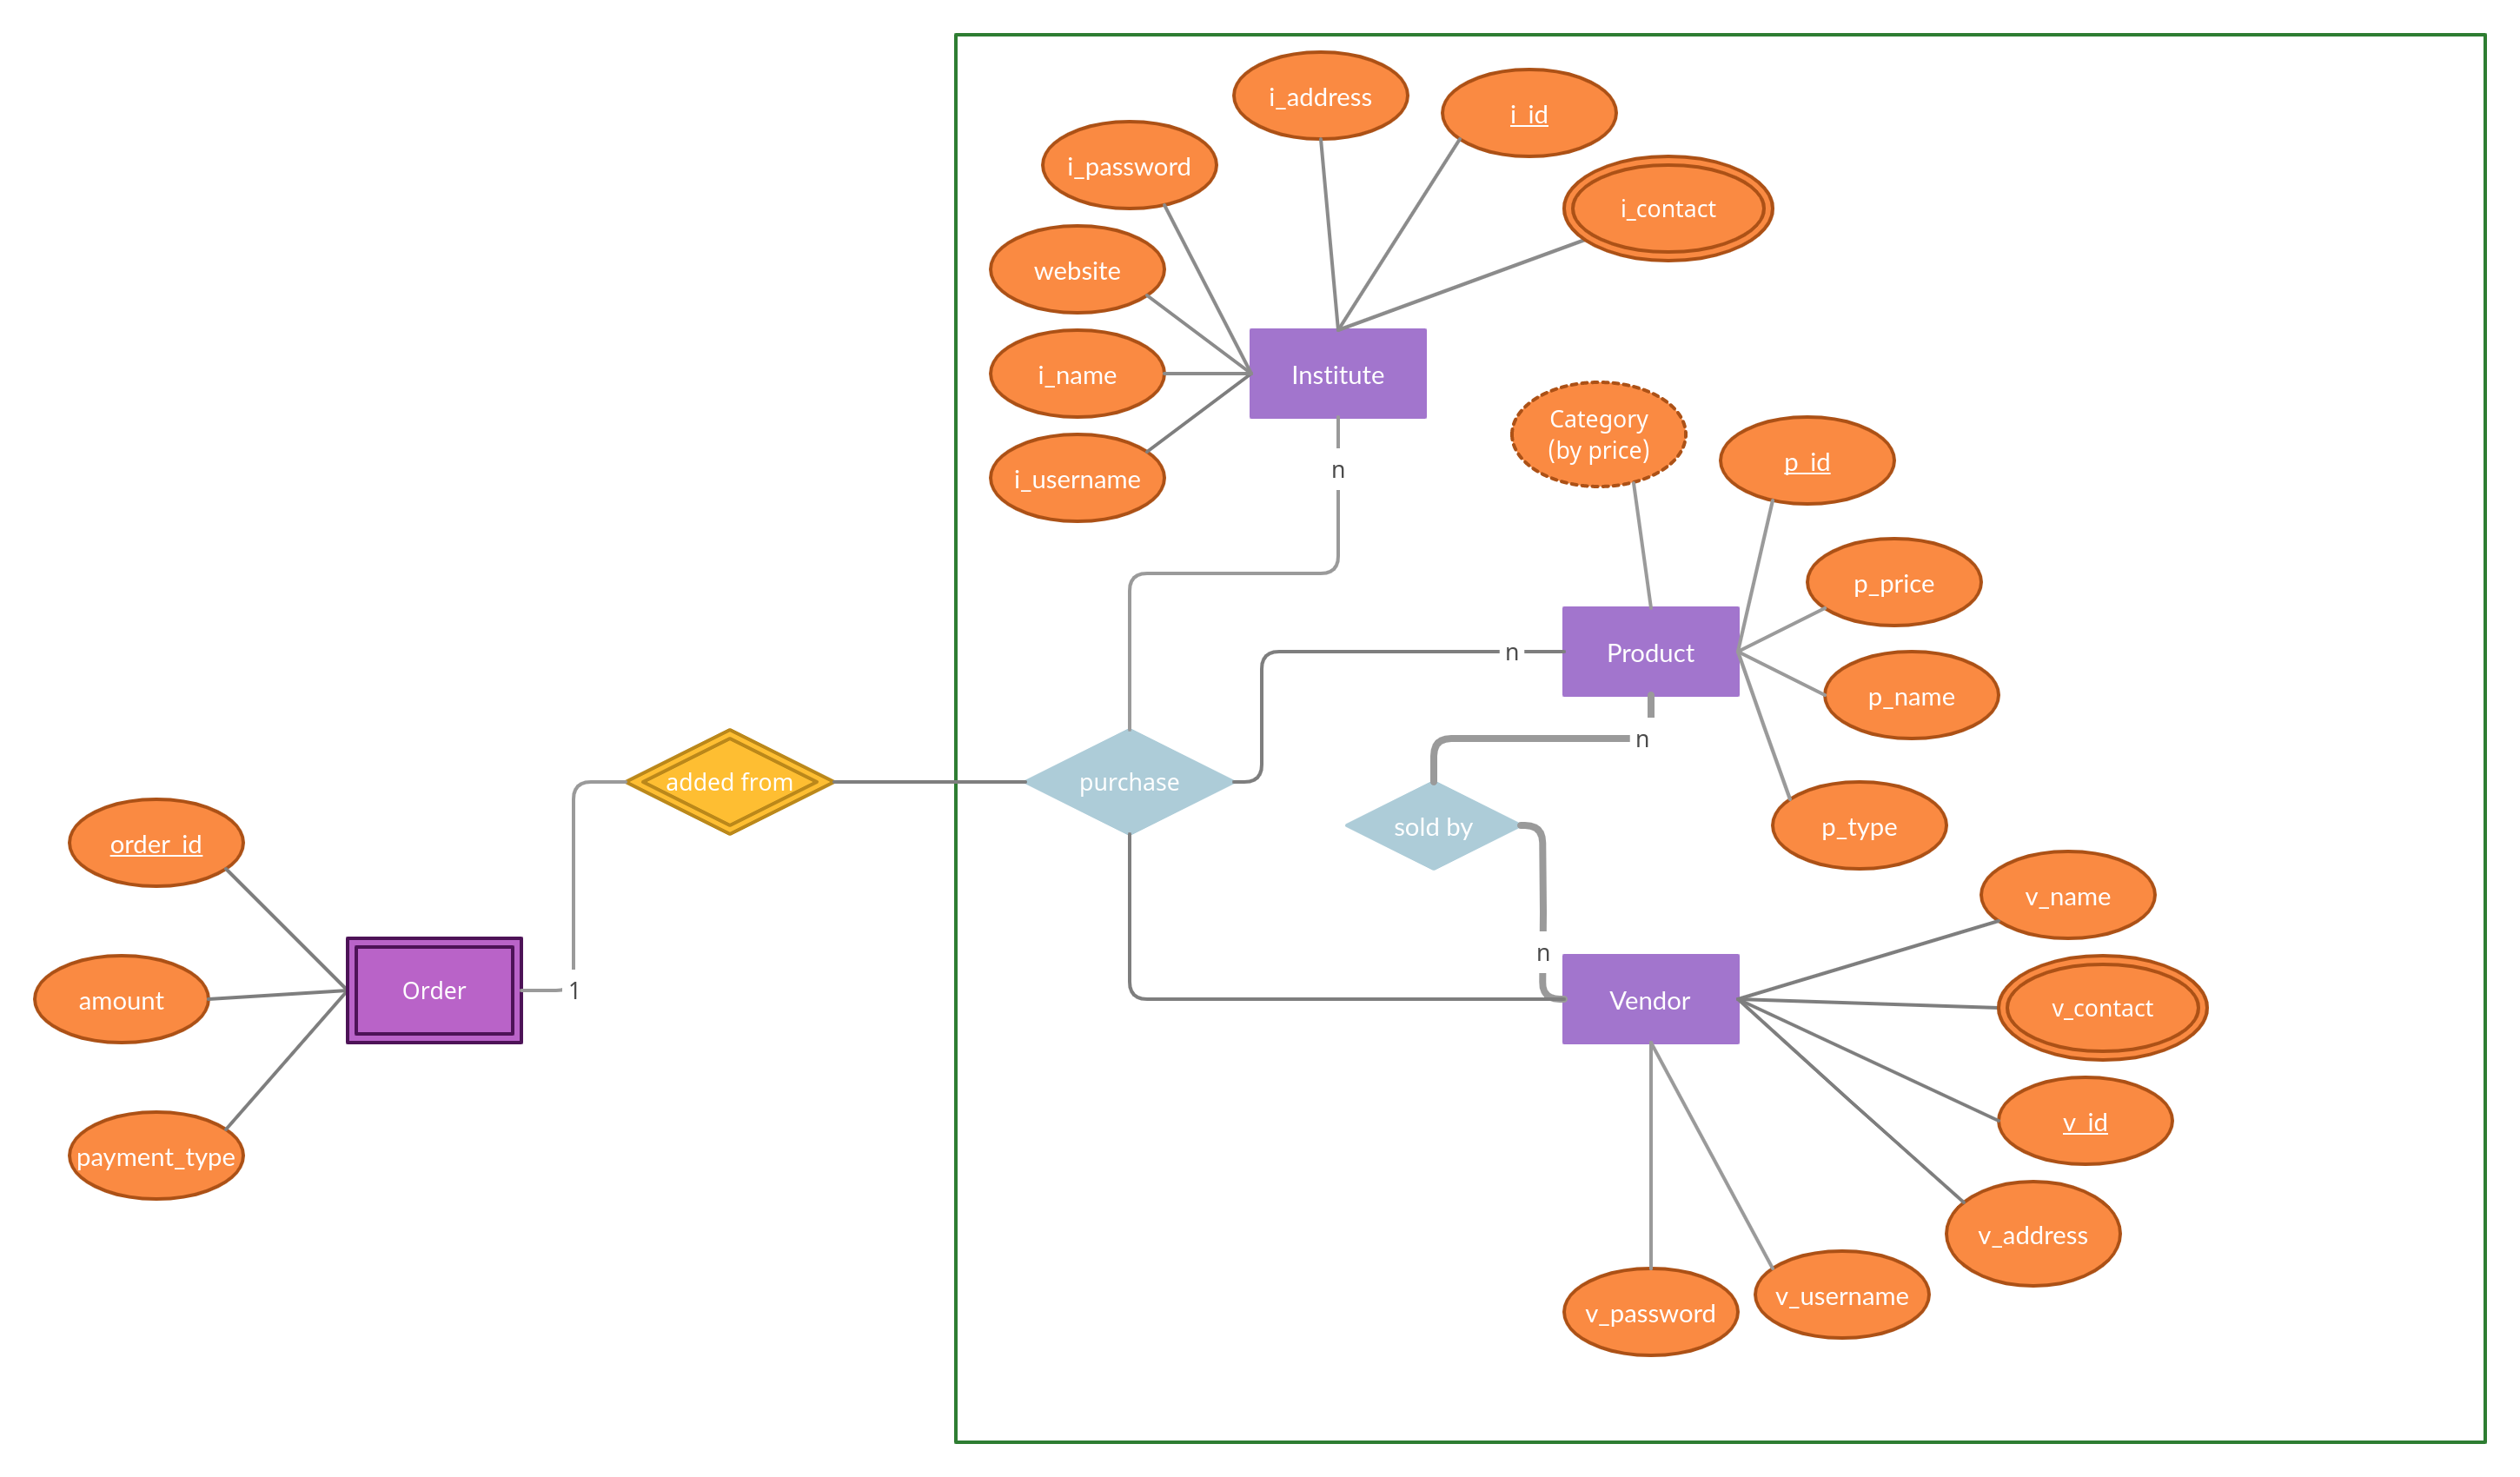 i_address
i_id
i_password
i_contact
website
i_name
Institute
Category
(by price)
p_id
n
i_username
p_price
n
Product
p_name
n
added from
purchase
sold by
p_type
order_id
v_name
n
Order
1
amount
Vendor
v_contact
v_id
payment_type
v_address
v_username
v_password